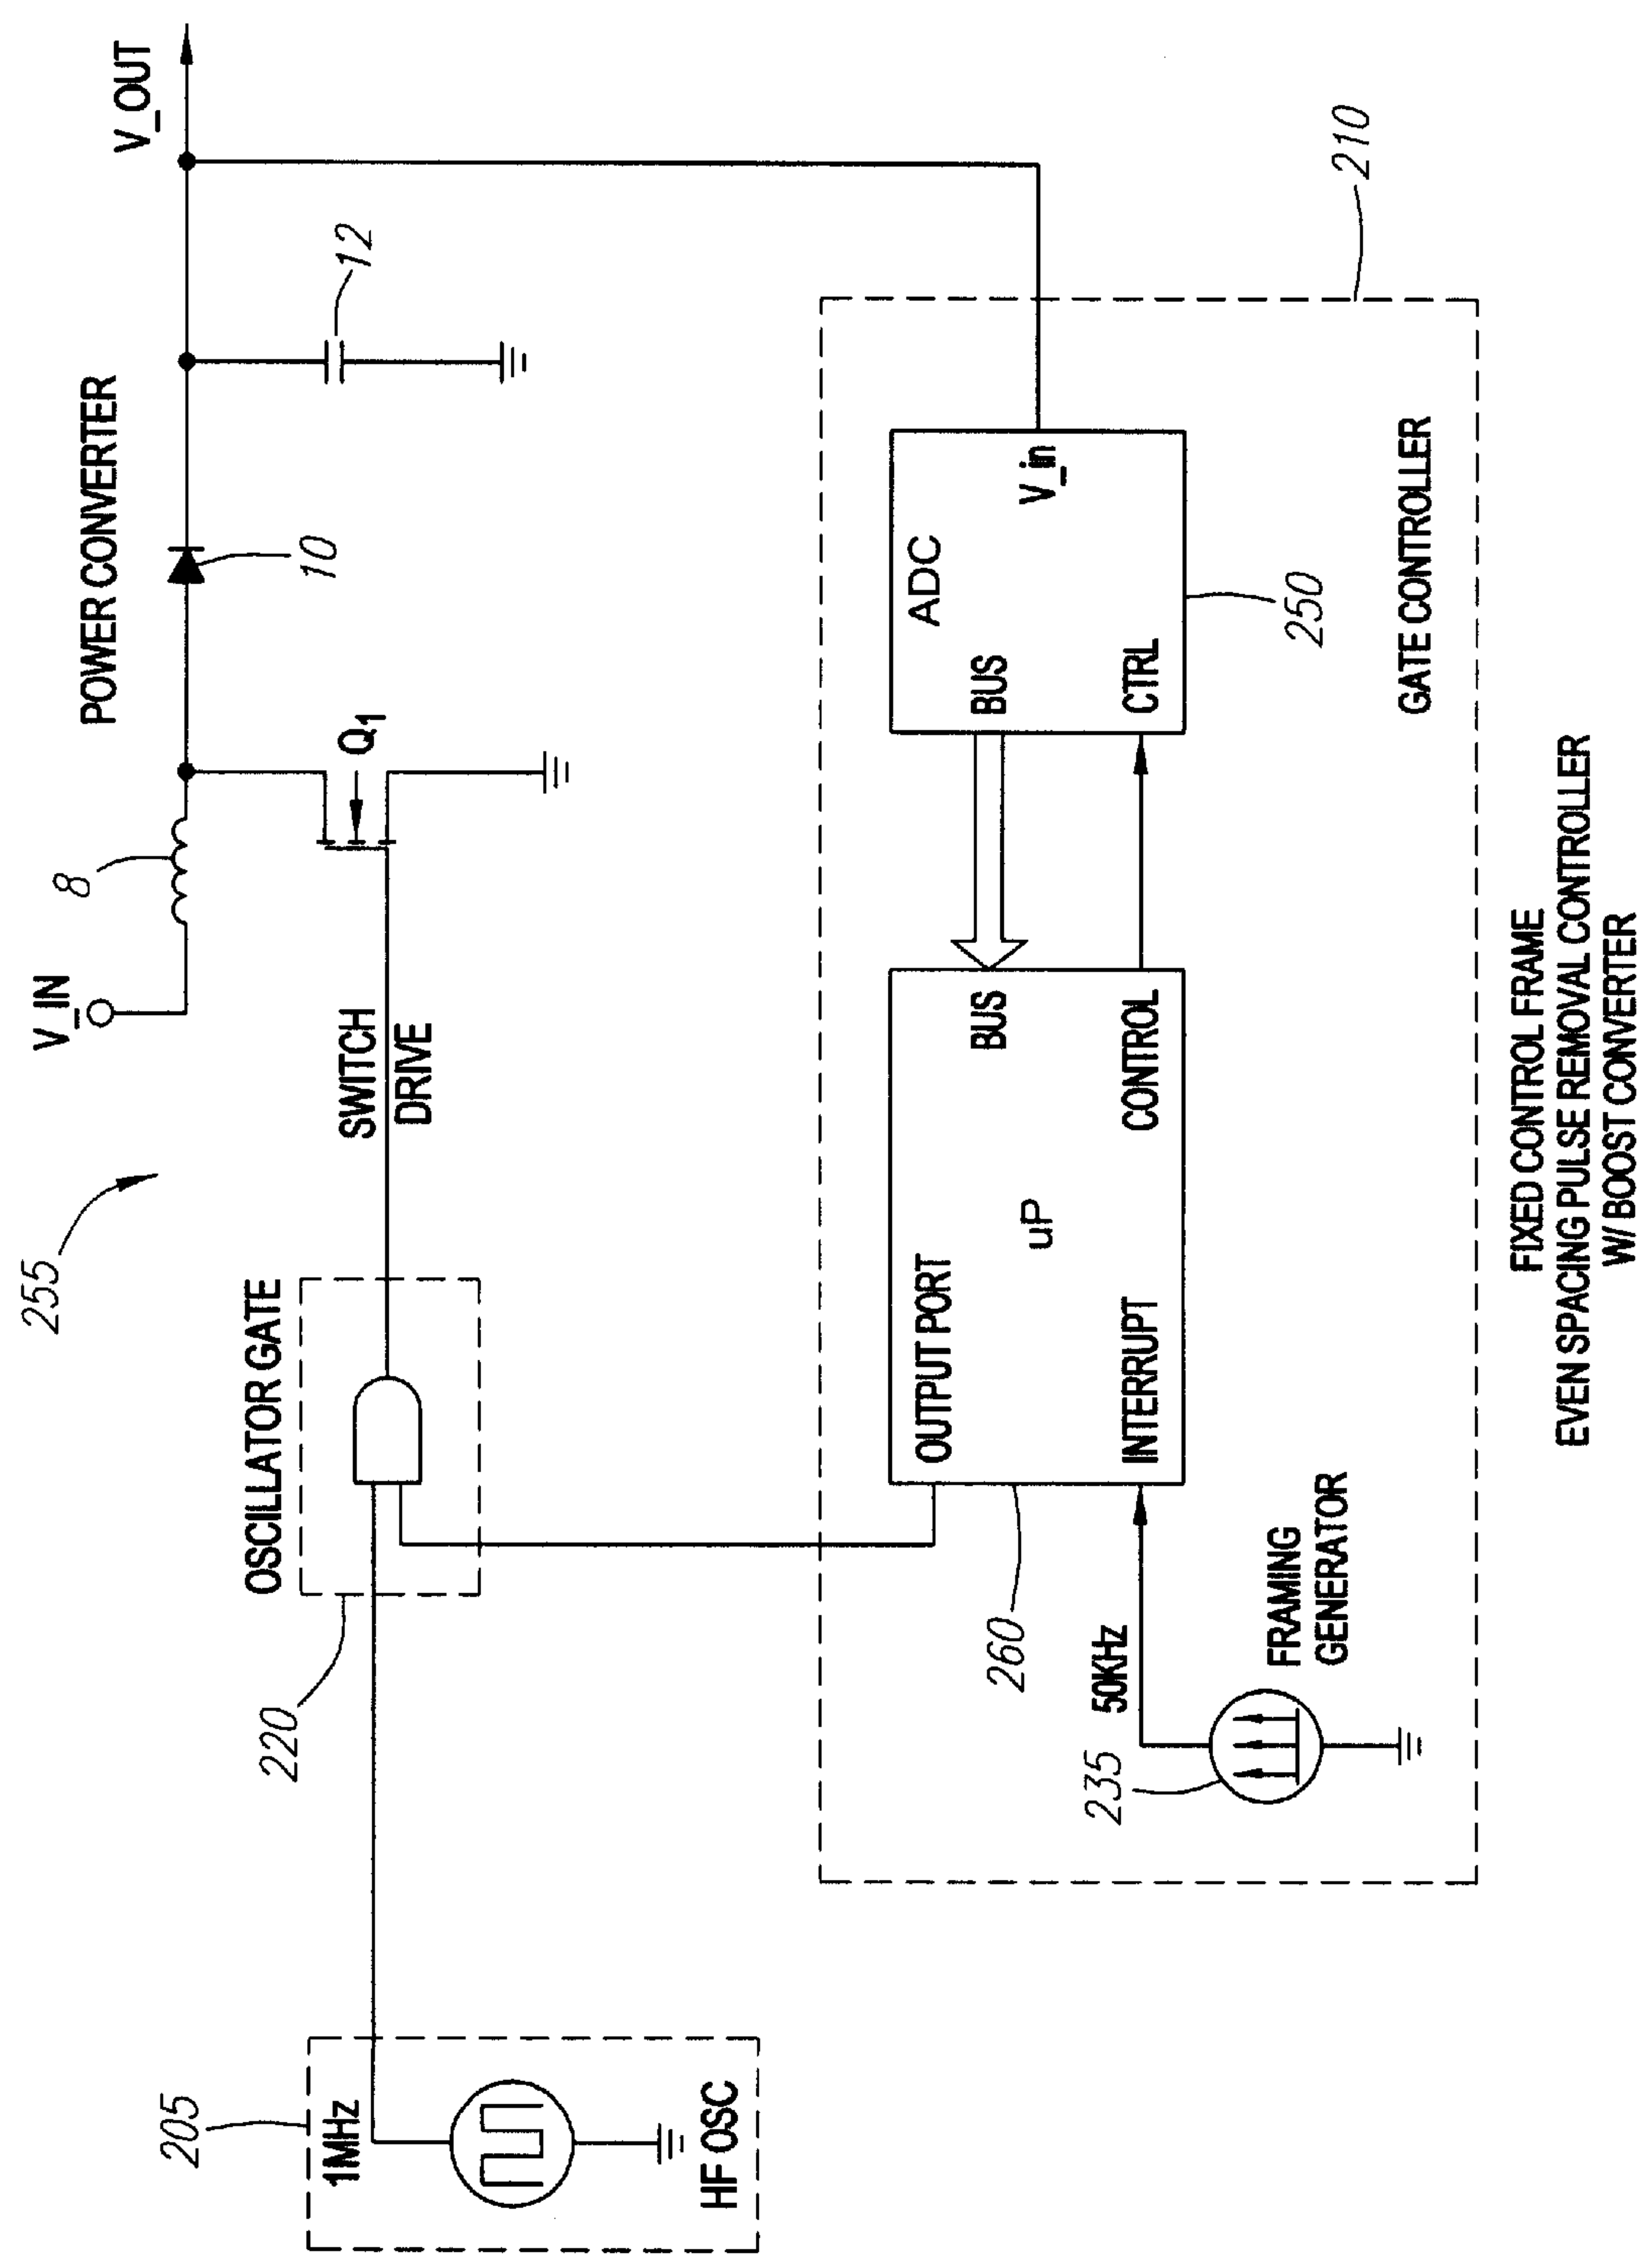 255
V_IN
8
POWER CONVERTER
V_OUT
10
12
Q1
SWITCH
DRIVE
OSCILLATOR GATE
220
205
1MHz
HF OSC
210
OUTPUT PORT
BUS
uP
INTERRUPT
CONTROL
260
ADC
BUS
V_in
CTRL
250
50KHz
235
FRAMING
GENERATOR
GATE CONTROLLER
FIXED CONTROL FRAME
EVEN SPACING PULSE REMOVAL CONTROLLER
W/ BOOST CONVERTER